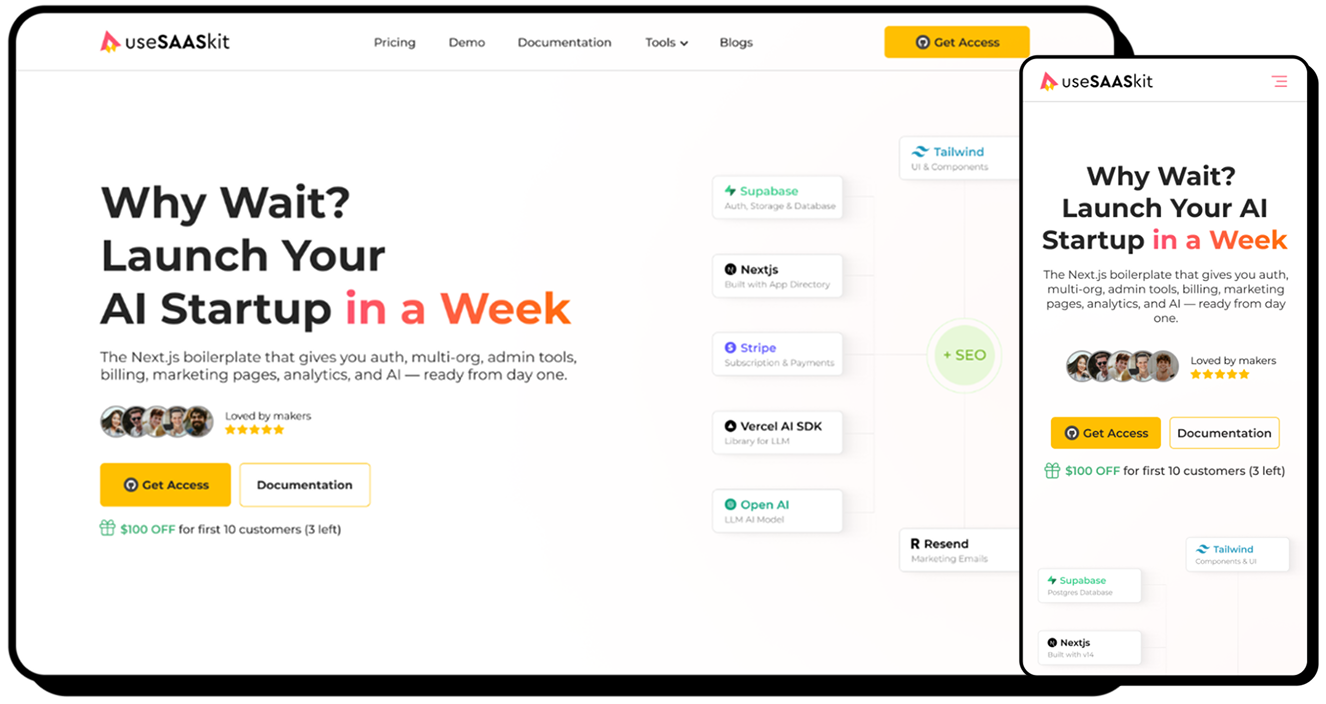 useSAASkit
Pricing
Demo
Documentation
Tools
Blogs
Get Access
Why Wait?
Launch Your
AI Startup in a Week
The Next.js boilerplate that gives you auth, multi-org, admin tools,
billing, marketing pages, analytics, and AI — ready from day one.
Loved by makers
Get Access
Documentation
$100 OFF for first 10 customers (3 left)
Tailwind
UI & Components
Supabase
Auth, Storage & Database
Nextjs
Built with App Directory
Stripe
Subscription & Payments
+ SEO
Vercel AI SDK
Library for LLM
Open AI
LLM AI Model
Resend
Marketing Emails
useSAASkit
Why Wait?
Launch Your AI
Startup in a Week
The Next.js boilerplate that gives you auth,
multi-org, admin tools, billing, marketing
pages, analytics, and AI — ready from day
one.
Loved by makers
Get Access
Documentation
$100 OFF for first 10 customers (3 left)
Tailwind
Components & UI
Supabase
Postgres Database
Nextjs
Built with v14